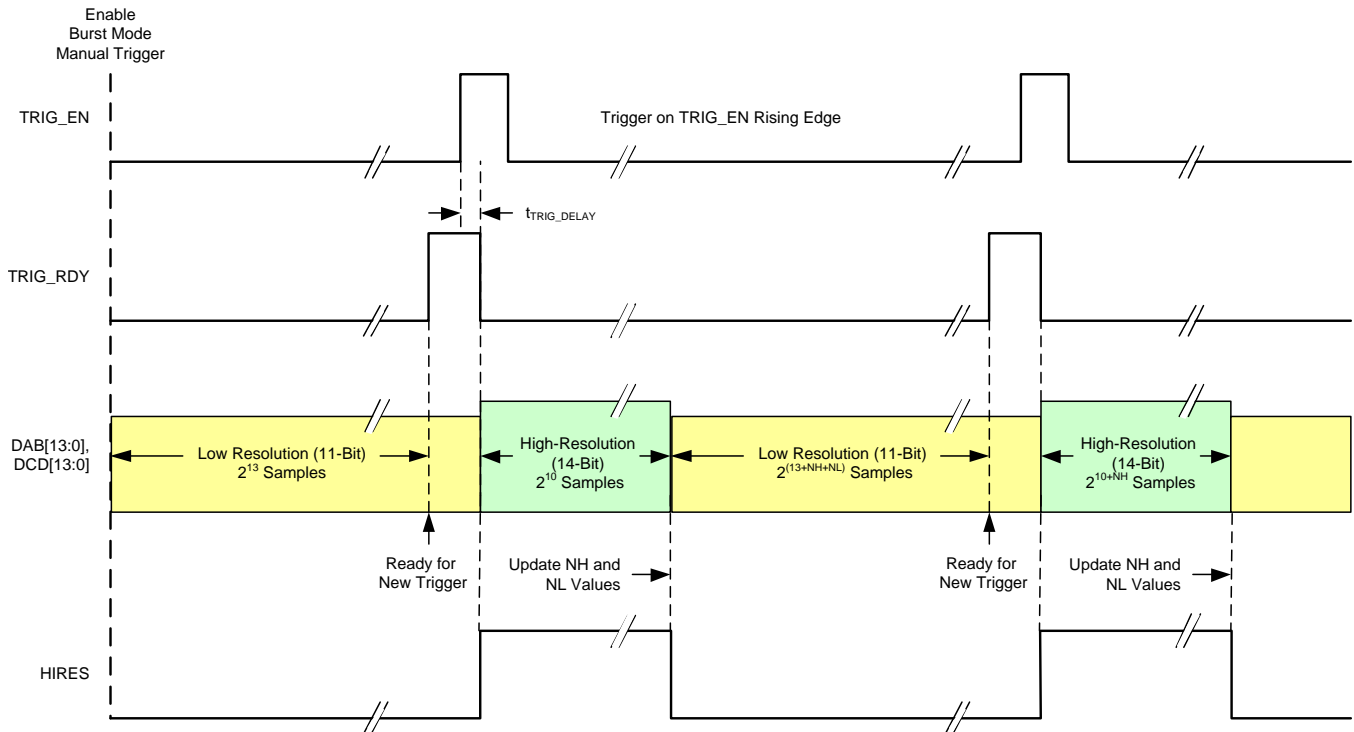 Enable
Burst Mode
Manual Trigger
TRIG_EN
Trigger on TRIG_EN Rising Edge
tTRIG_DELAY
TRIG_RDY
DAB[13:0],
DCD[13:0]
Low Resolution (11-Bit)
2^13 Samples
High-Resolution
(14-Bit)
2^10 Samples
Low Resolution (11-Bit)
2^(13+NH+NL) Samples
High-Resolution
(14-Bit)
2^10+NH Samples
Ready for
New Trigger
Update NH and
NL Values
Ready for
New Trigger
Update NH and
NL Values
HIRES